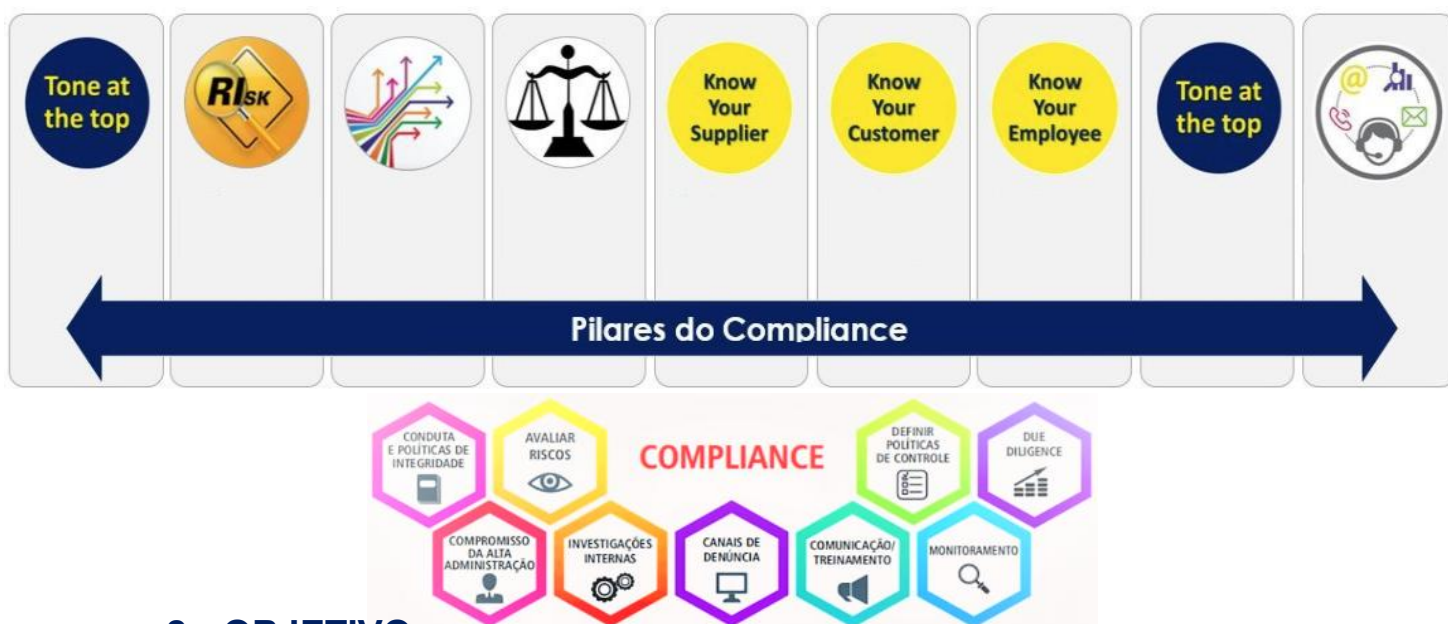 Tone at
the top
RIsk
Know
Your
Supplier
Know
Your
Customer
Know
Your
Employee
Tone at
the top
@
Pilares do Compliance
CONDUTA
E POLÍTICAS DE
INTEGRIDADE
AVALIAR
RISCOS
COMPLIANCE
DEFINIR
POLÍTICAS
DE CONTROLE
DUE
DILIGENCE
COMPROMISSO
DA ALTA
ADMINISTRAÇÃO
INVESTIGAÇÕES
INTERNAS
CANAIS DE
DENÚNCIA
COMUNICAÇÃO/
TREINAMENTO
MONITORAMENTO
OBJETIVO